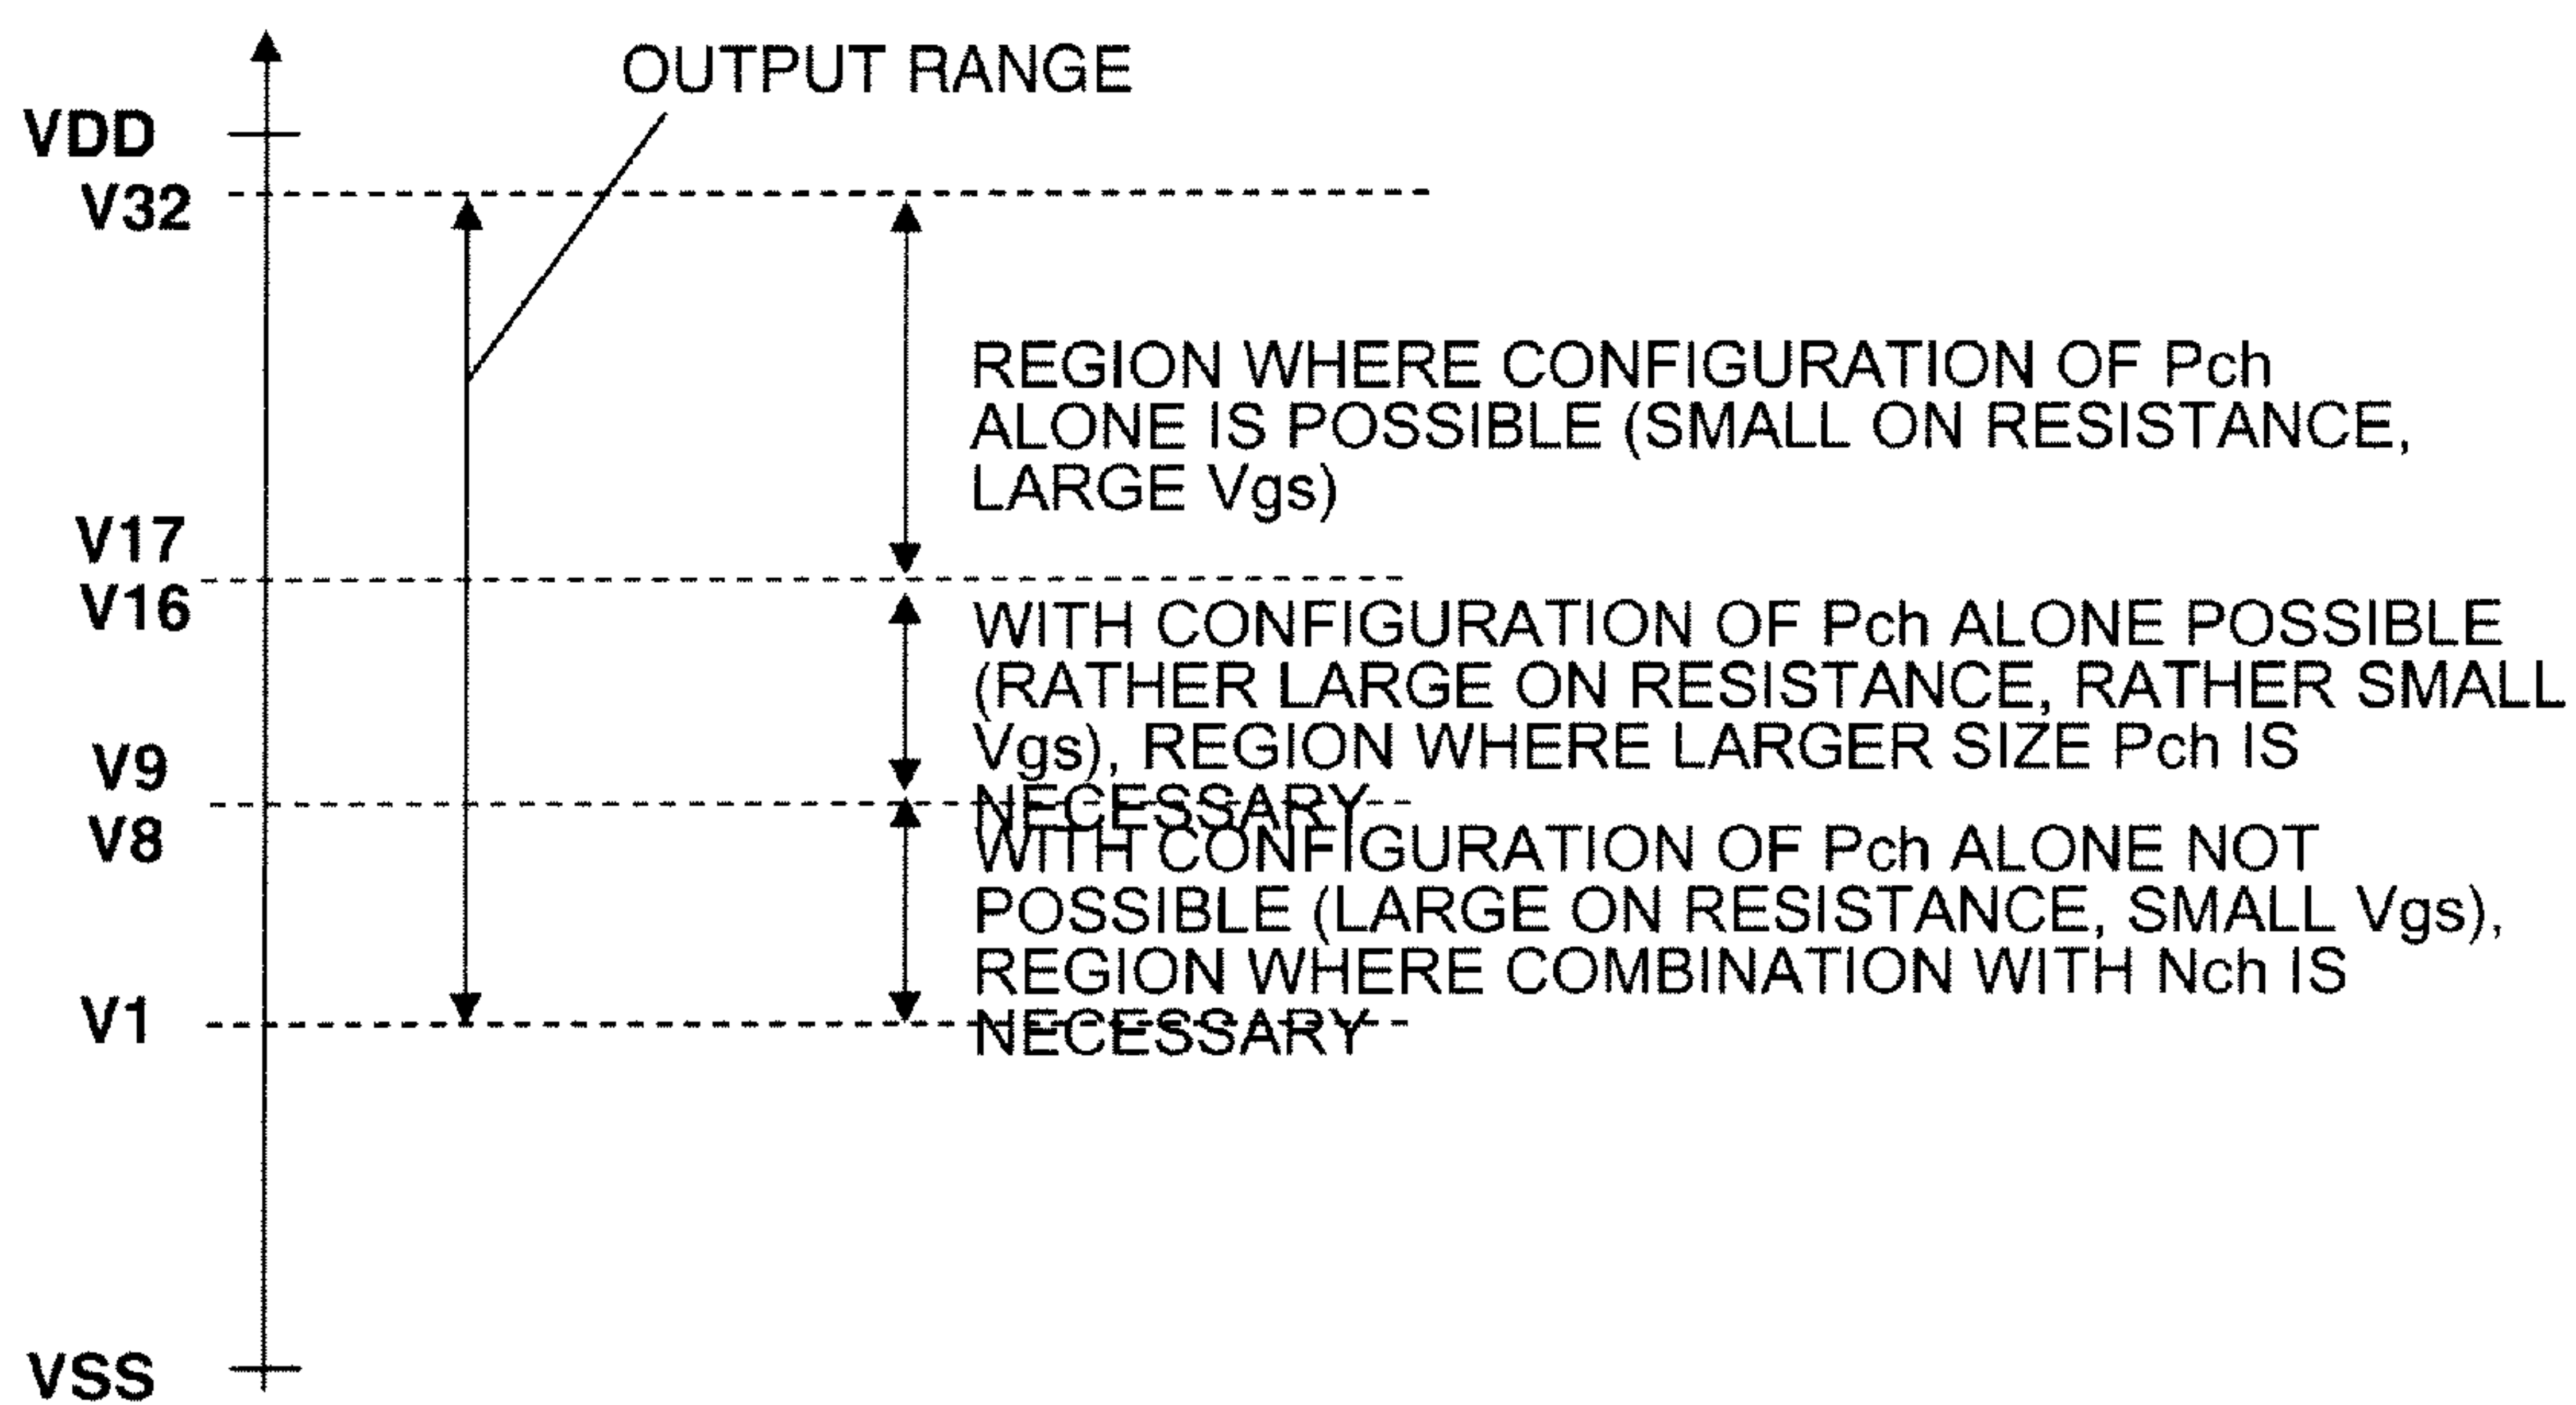 OUTPUT RANGE
VDD
V32
REGION WHERE CONFIGURATION OF Pch
ALONE IS POSSIBLE (SMALL ON RESISTANCE,
LARGE Vgs)
V17
V16
WITH CONFIGURATION OF Pch ALONE POSSIBLE
(RATHER LARGE ON RESISTANCE, RATHER SMALL
Vgs), REGION WHERE LARGER SIZE Pch IS
NECESSARY
V9
V8
WITH CONFIGURATION OF Pch ALONE NOT
POSSIBLE (LARGE ON RESISTANCE, SMALL Vgs),
REGION WHERE COMBINATION WITH Nch IS
NECESSARY
V1
VSS